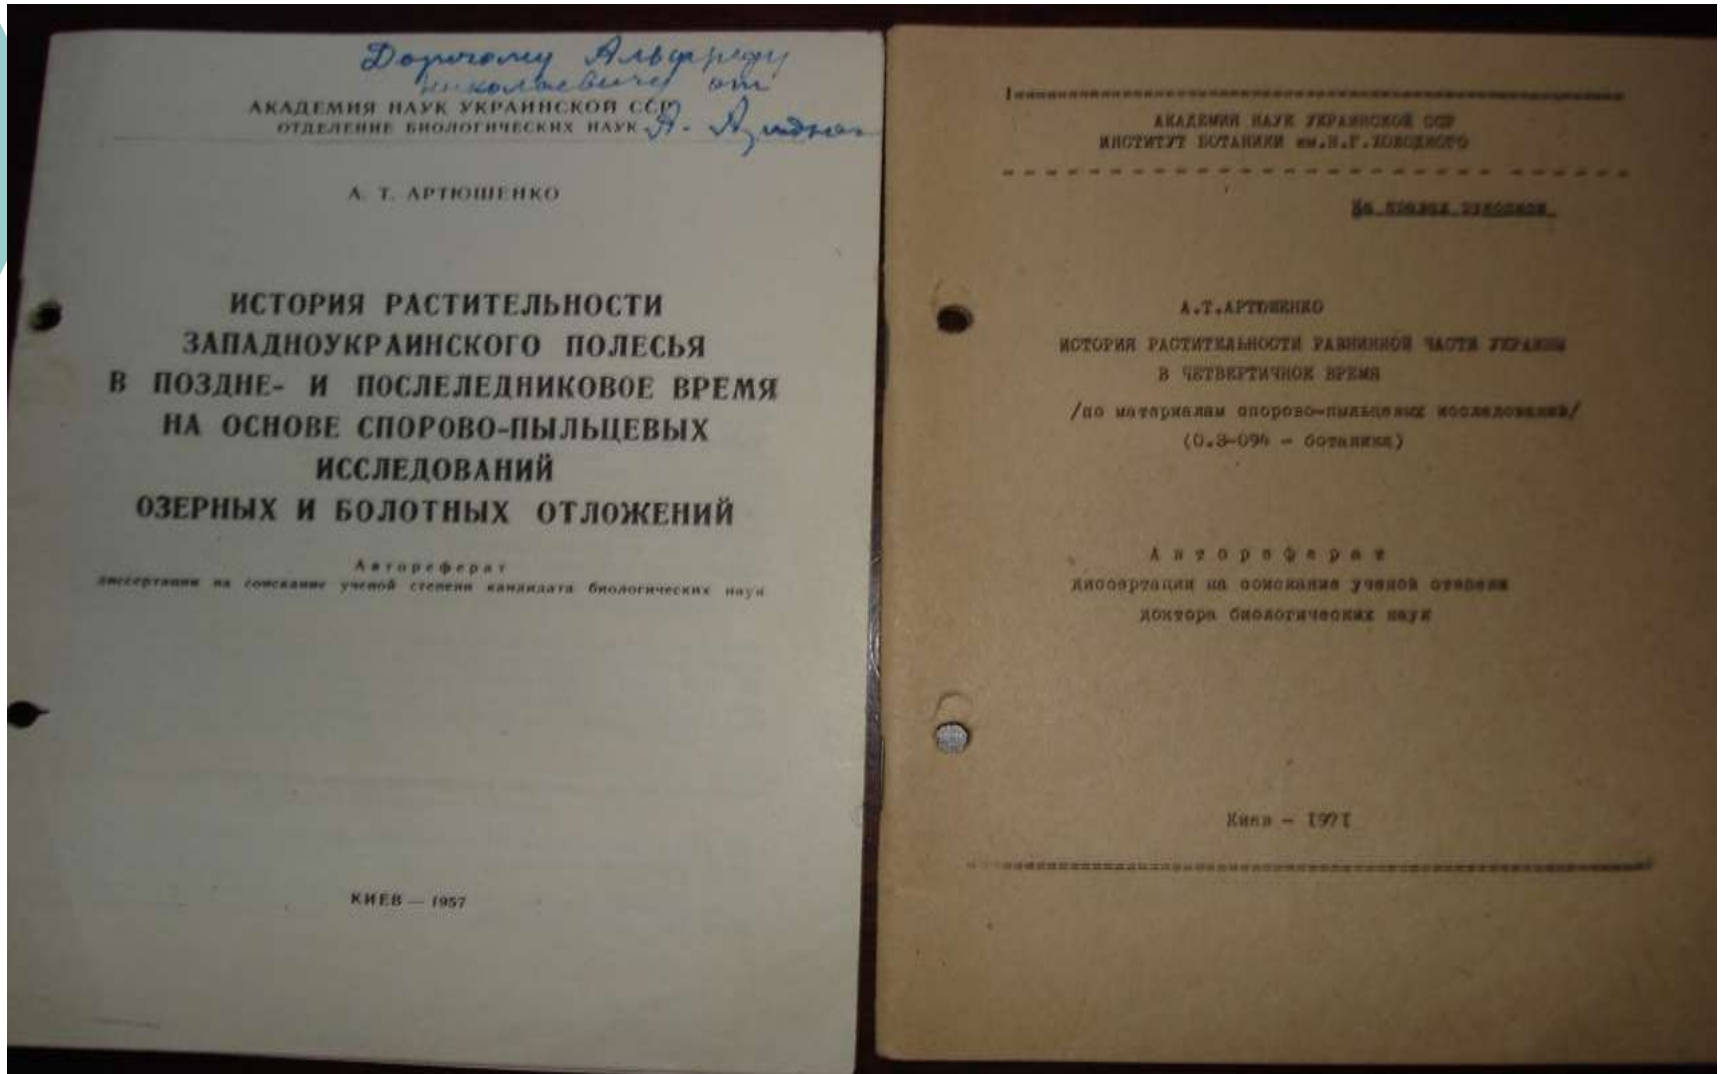 Дорогому Альфреду
Николаевичу от
АКАДЕМИЯ НАУК УКРАИНСКОЙ ССР
ОТДЕЛЕНИЕ БИОЛОГИЧЕСКИХ НАУК
А. Т. АРТЮШЕНКО
ИСТОРИЯ РАСТИТЕЛЬНОСТИ
ЗАПАДНОУКРАИНСКОГО ПОЛЕСЬЯ
В ПОЗДНЕ- И ПОСЛЕЛЕДНИКОВОЕ ВРЕМЯ
НА ОСНОВЕ СПОРОВО-ПЫЛЬЦЕВЫХ
ИССЛЕДОВАНИЙ
ОЗЕРНЫХ И БОЛОТНЫХ ОТЛОЖЕНИЙ
Автореферат
диссертации на соискание ученой степени кандидата биологических наук
КИЕВ — 1957
АКАДЕМИЯ НАУК УКРАИНСКОЙ ССР
ИНСТИТУТ БОТАНИКИ им.Н.Г.ХОЛОДНОГО
На правах рукописи
А.Т.АРТЮШЕНКО
ИСТОРИЯ РАСТИТЕЛЬНОСТИ РАВНИННОЙ ЧАСТИ УКРАИНЫ
В ЧЕТВЕРТИЧНОЕ ВРЕМЯ
/по материалам спорово-пыльцевых исследований/
(0.3-094 - ботаника)
Автореферат
диссертации на соискание ученой степени
доктора биологических наук
Киев - 1971